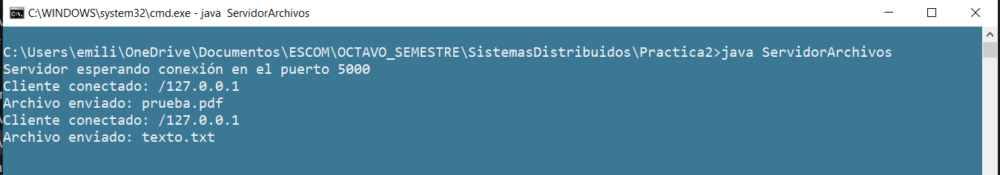 C:\WINDOWS\system32\cmd.exe - java  ServidorArchivos
C:\Users\emili\OneDrive\Documentos\ESCOM\OCTAVO_SEMESTRE\SistemasDistribuidos\Practica2>java ServidorArchivos
Servidor esperando conexión en el puerto 5000
Cliente conectado: /127.0.0.1
Archivo enviado: prueba.pdf
Cliente conectado: /127.0.0.1
Archivo enviado: texto.txt